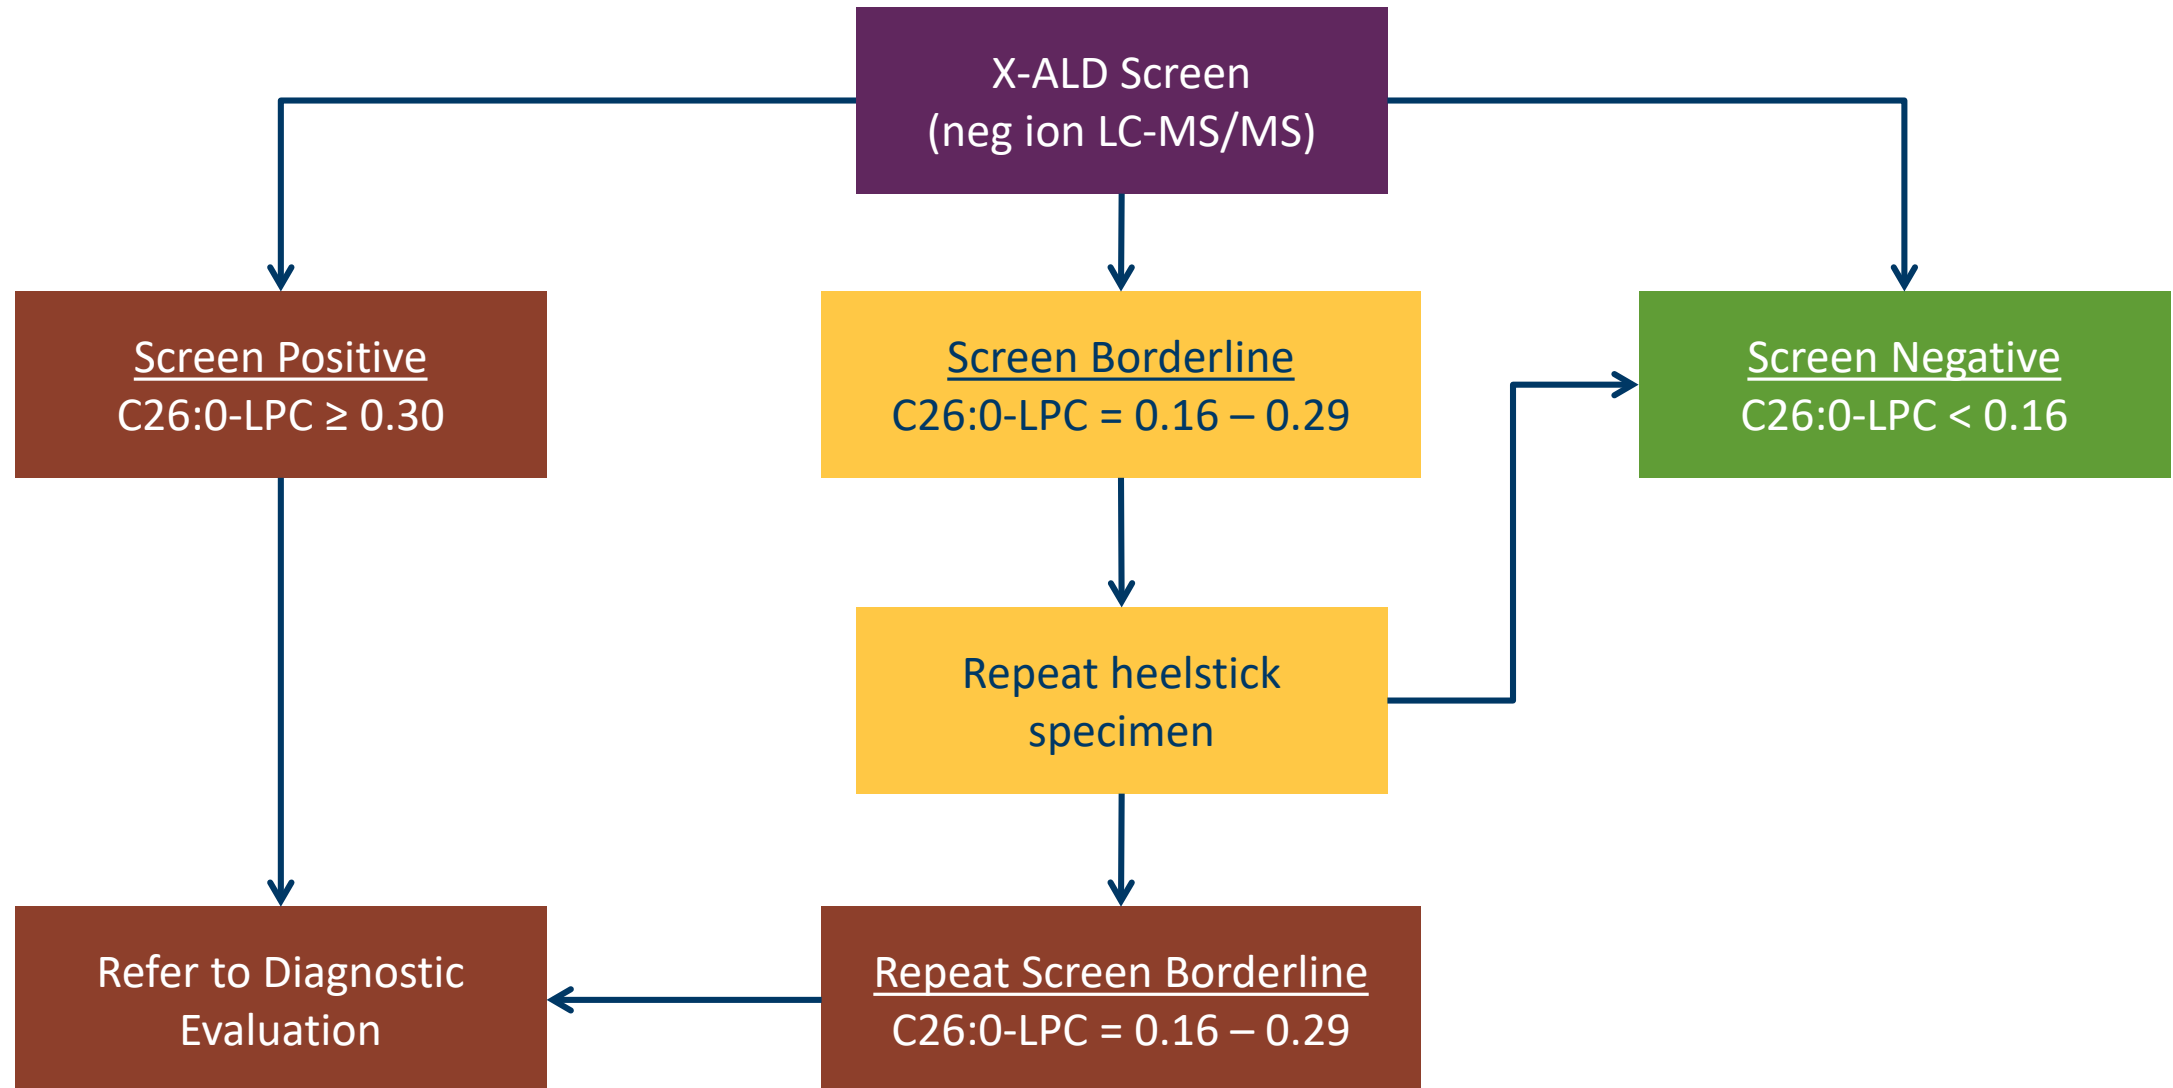 X-ALD Screen
(neg ion LC-MS/MS)
Screen Positive
C26:0-LPC ≥ 0.30
Screen Borderline
C26:0-LPC = 0.16 – 0.29
Screen Negative
C26:0-LPC < 0.16
Repeat heelstick
specimen
Refer to Diagnostic
Evaluation
Repeat Screen Borderline
C26:0-LPC = 0.16 – 0.29